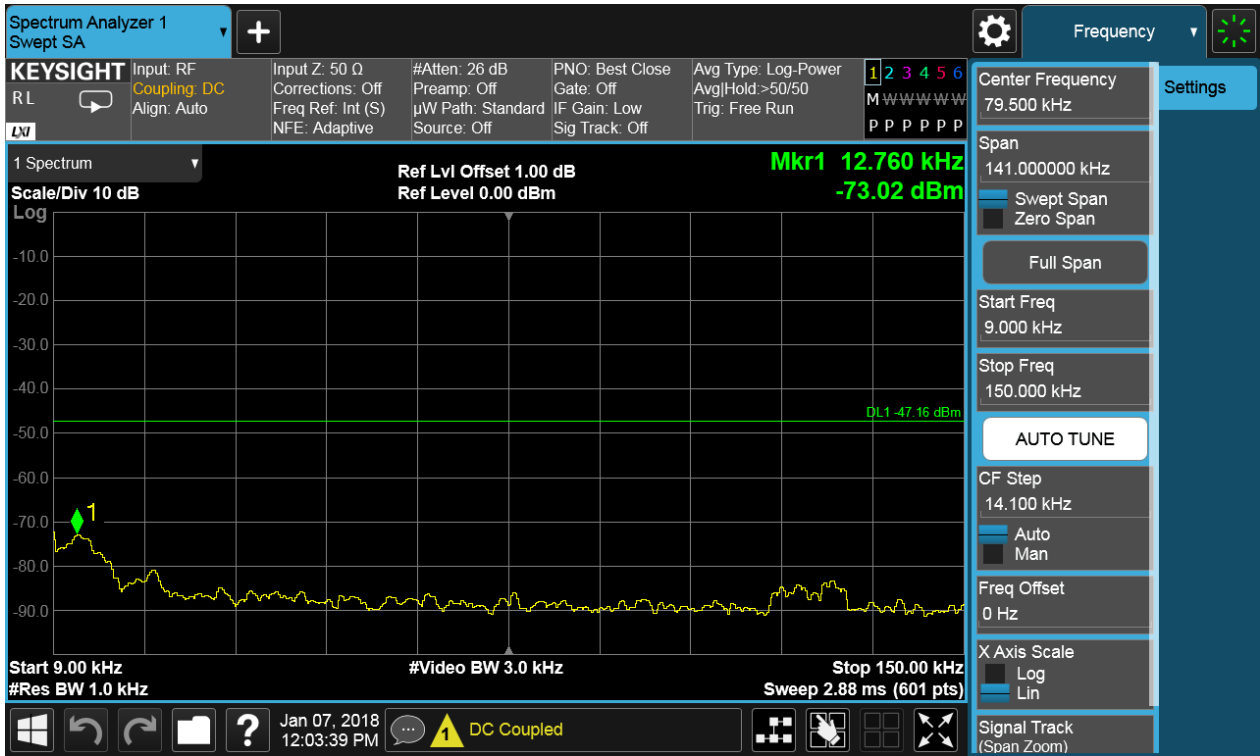 Spectrum Analyzer 1
Swept SA
+
Frequency
KEYSIGHT
R L
LXI
Input: RF
Coupling: DC
Align: Auto
Input Z: 50 Ω
Corrections: Off
Freq Ref: Int (S)
NFE: Adaptive
#Atten: 26 dB
Preamp: Off
µW Path: Standard
Source: Off
PNO: Best Close
Gate: Off
IF Gain: Low
Sig Track: Off
Avg Type: Log-Power
Avg|Hold:>50/50
Trig: Free Run
1 2 3 4 5 6
M W W W W W
P P P P P P
1 Spectrum
Scale/Div 10 dB
Log
Ref Lvl Offset 1.00 dB
Ref Level 0.00 dBm
Mkr1 12.760 kHz
-73.02 dBm
-10.0
-20.0
-30.0
-40.0
DL1 -47.16 dBm
-50.0
-60.0
1
-70.0
-80.0
-90.0
Start 9.00 kHz
#Video BW 3.0 kHz
Stop 150.00 kHz
#Res BW 1.0 kHz
Sweep 2.88 ms (601 pts)
Center Frequency
79.500 kHz
Span
141.000000 kHz
Swept Span
Zero Span
Full Span
Start Freq
9.000 kHz
Stop Freq
150.000 kHz
AUTO TUNE
CF Step
14.100 kHz
Auto
Man
Freq Offset
0 Hz
X Axis Scale
Log
Lin
Signal Track
(Span Zoom)
Settings
?
Jan 07, 2018
12:03:39 PM
1
DC Coupled